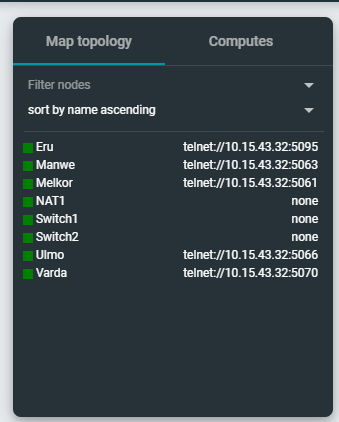 Map topology Computes
Filter nodes
sort by name ascending
Eru telnet://10.15.43.32:5095
Manwe telnet://10.15.43.32:5063
Melkor telnet://10.15.43.32:5061
NAT1 none
Switch1 none
Switch2 none
Ulmo telnet://10.15.43.32:5066
Varda telnet://10.15.43.32:5070